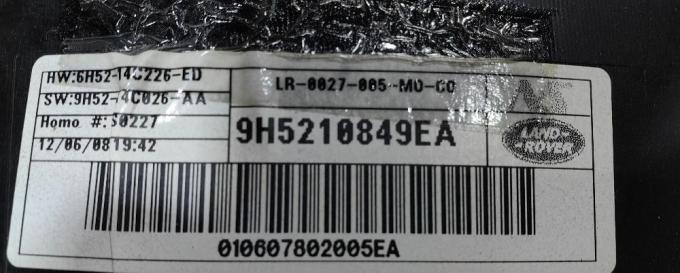 HW:6H52-14C226-ED
SW:9H52-14C026-AA
Homo #:S0227
12/06/0819:42
LR-0027-005-MO-CO
9H5210849EA
LAND-ROVER
010607802005EA